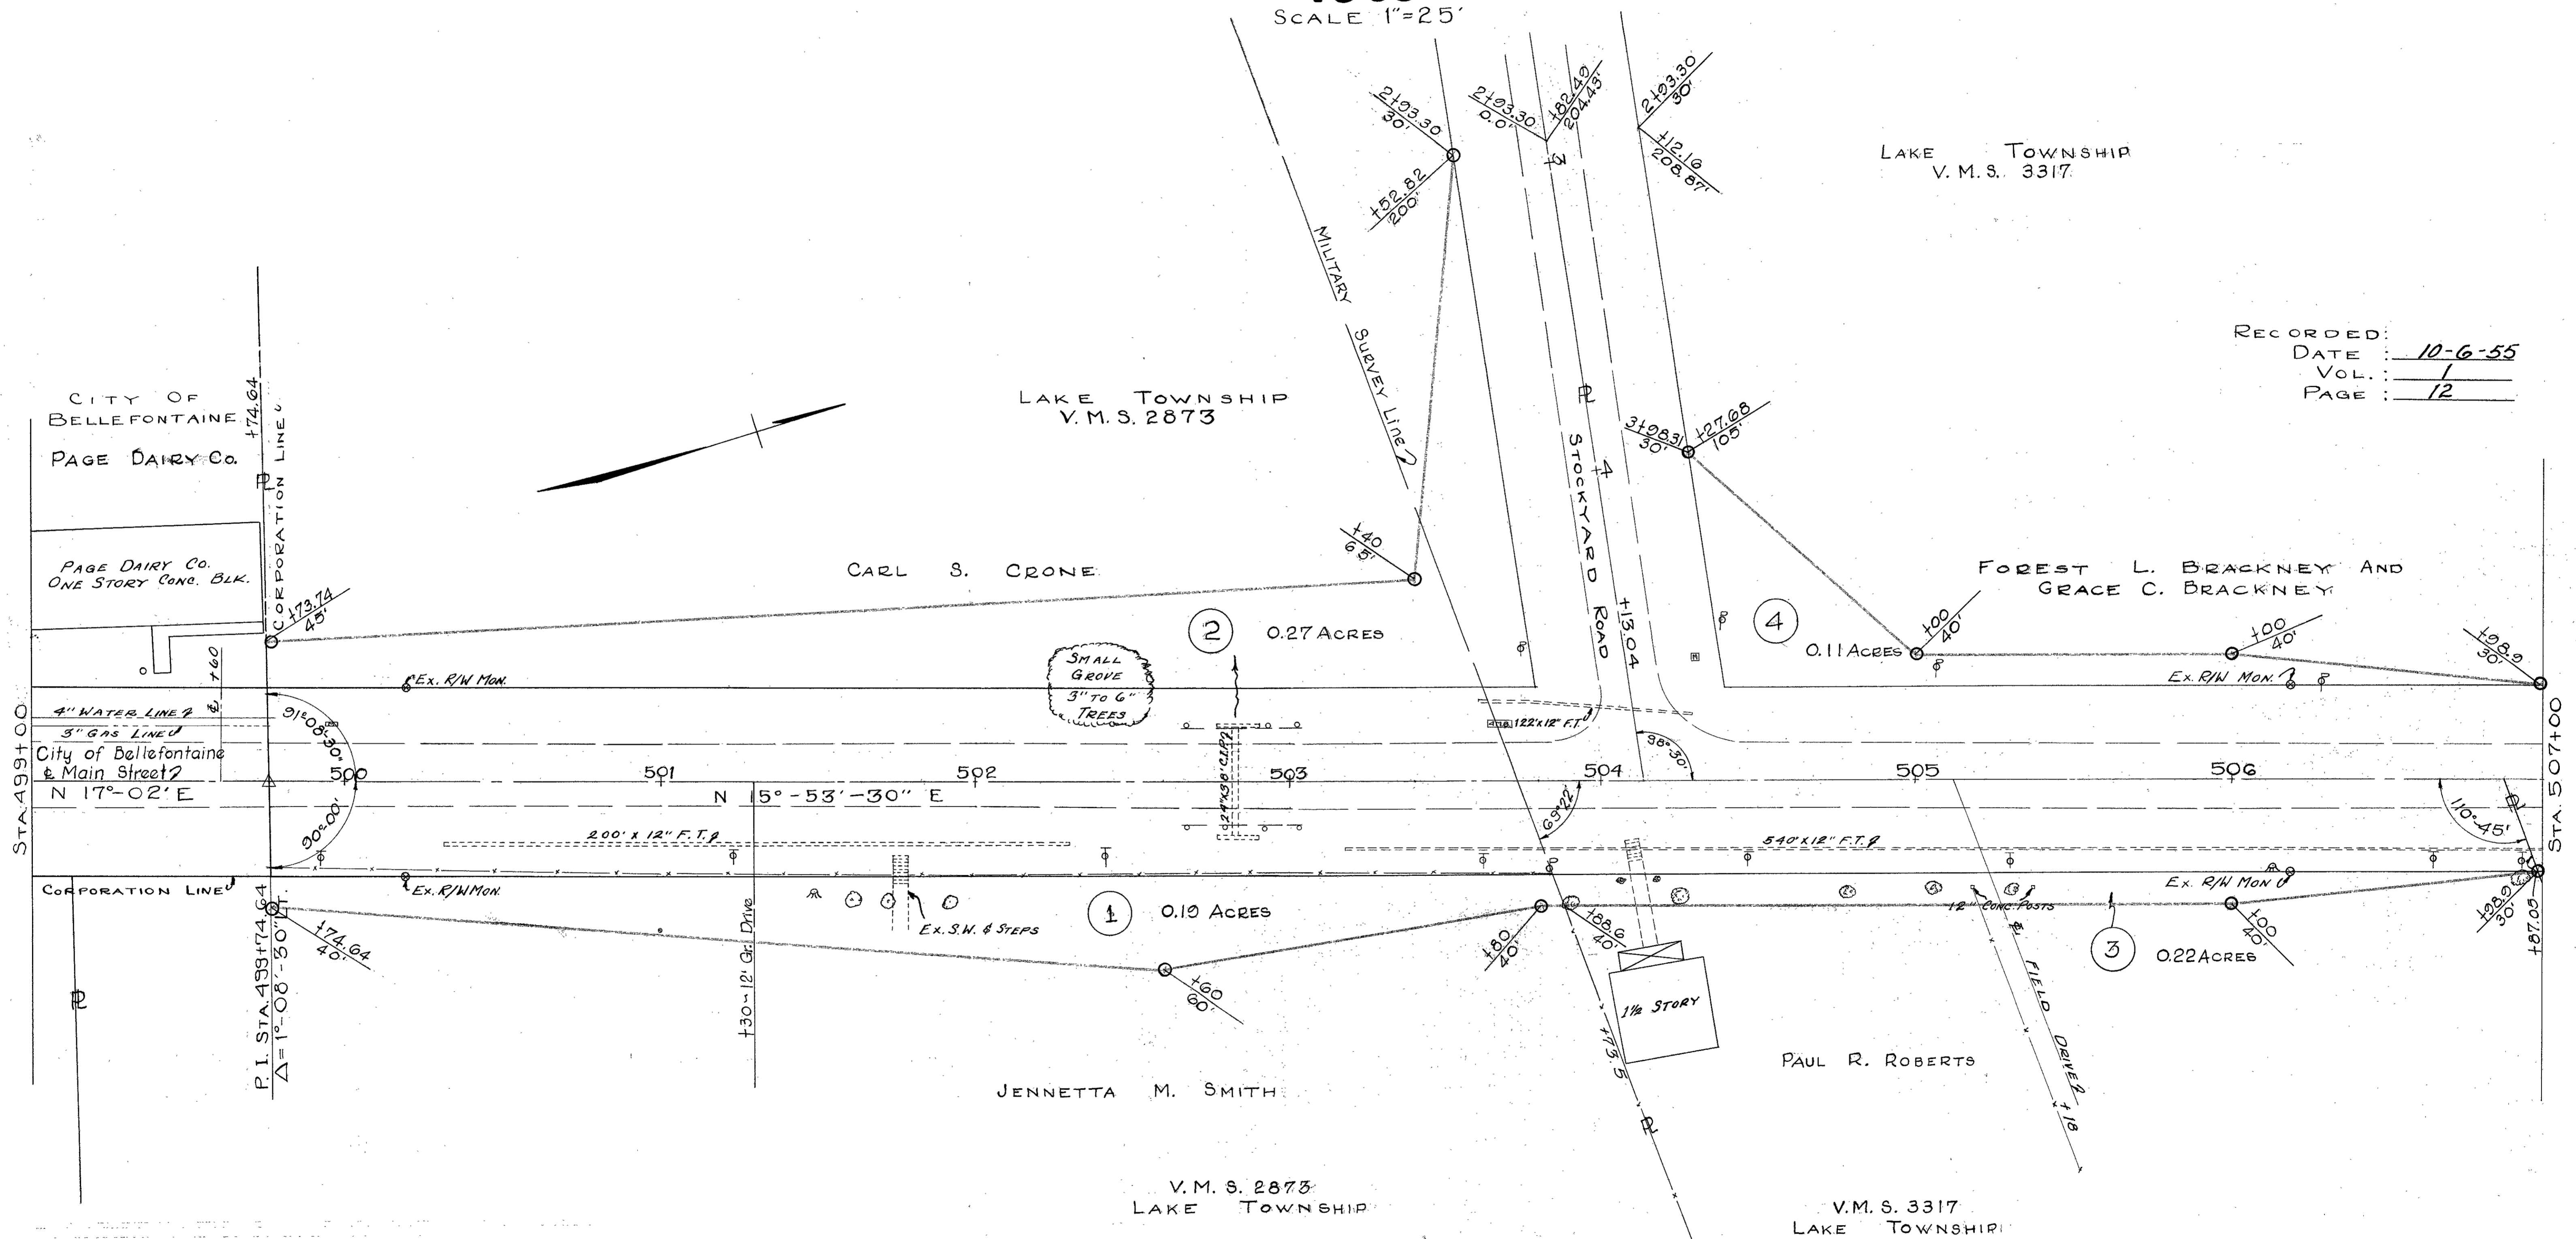 SCALE 1"=25'
2+93.30
30'
+52.82
200'
2+93.30
0.0'
+82.49
204.43'
2+93.30
30'
+12.16
208.87'
3
LAKE TOWNSHIP
V. M. S. 3317
RECORDED:
DATE : 10-6-55
VOL. : 1
PAGE : 12
MILITARY SURVEY LINE
CITY OF
BELLEFONTAINE
PAGE DAIRY CO.
+74.64
CORPORATION LINE
LAKE TOWNSHIP
V. M. S. 2873
3+98.31
30'
+27.68
105'
4
STOCKYARD ROAD
+13.04
PAGE DAIRY CO.
ONE STORY CONC. BLK.
+73.74
45'
CARL S. CRONE
+40
65'
FOREST L. BRACKNEY AND
GRACE C. BRACKNEY
2 0.27 ACRES
4 0.11 ACRES
+00
40'
+00
40'
+98.9
30'
SMALL
GROVE
3" TO 6"
TREES
EX. R/W MON.
EX. R/W MON.
℄ +60
4" WATER LINE
3" GAS LINE
City of Bellefontaine
℄ Main Street
N 17°-02' E
91°08'-30"
90°00'
STA. 499+00
STA. 507+00
122'X12" F.T.
98°-30'
500 501 502 503 504 505 506
N 15°-53'-30" E
69°22'
110°-45'
200' X 12" F.T.
540'X12" F.T.
CORPORATION LINE
EX. R/W MON.
EX. R/W MON.
EX. S.W. & STEPS
1 0.19 ACRES
12" CONC. POSTS
+74.64
40'
P. I. STA. 499+74.64
Δ=1°-08'-30" LT.
+30~12' Gr. Drive
+60
60'
+80
40'
+88.6
40'
+00
40'
+98.9
30'
+87.05
3 0.22 ACRES
℄ FIELD DRIVE
+18
1½ STORY
+73.5
PAUL R. ROBERTS
JENNETTA M. SMITH
V. M. S. 2873
LAKE TOWNSHIP
V.M. S. 3317
LAKE TOWNSHIP